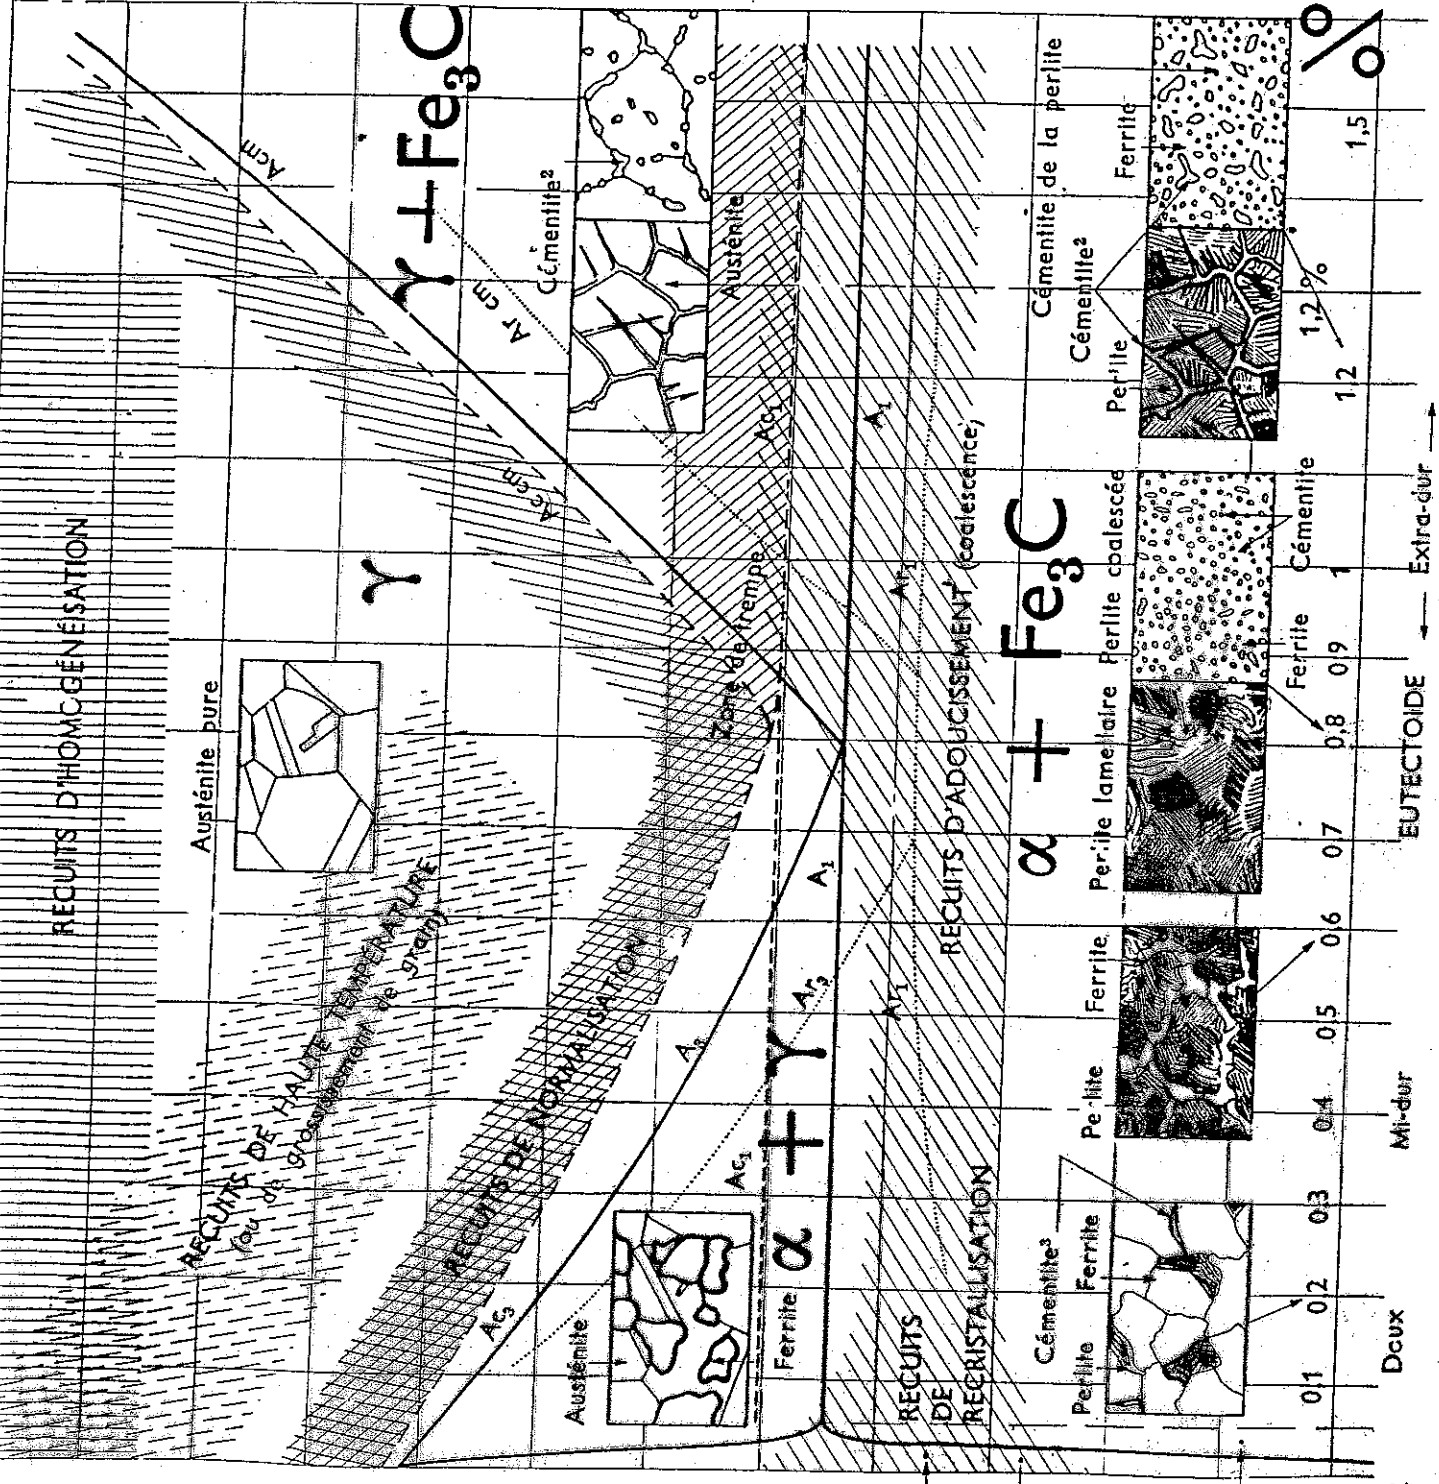 RECUITS D'HOMOGÉNÉSATION
Acm
γ + Fe₃C
Cémentite²
Ar cm
Austénite
Accm
γ
Austénite pure
RECUITS DE HAUTE TEMPÉRATURE
(ou de grossissement de grain)
RECUITS DE NORMALISATION
Zone de trempe
Ac₁
A₁
Ar₁
A₁
A₃
Ar₃
Ar₁
Ac₁
Ac₃
Austénite
Ferrite
α + γ
RECUITS D'ADOUCISSEMENT (coalescence)
RECUITS
DE
RECRISTALLISATION
α + Fe₃C
Cémentite³
Perlite Ferrite
Perlite Ferrite
Perlite lamellaire Perlite coalescée
Ferrite Cémentite
Cémentite de la perlite
Cémentite²
Perlite Ferrite
1,2 %
0,1 0,2 0,3 0,4 0,5 0,6 0,7 0,8 0,9 1 1,2 1,5 %
Doux Mi-dur EUTECTOIDE Extra-dur